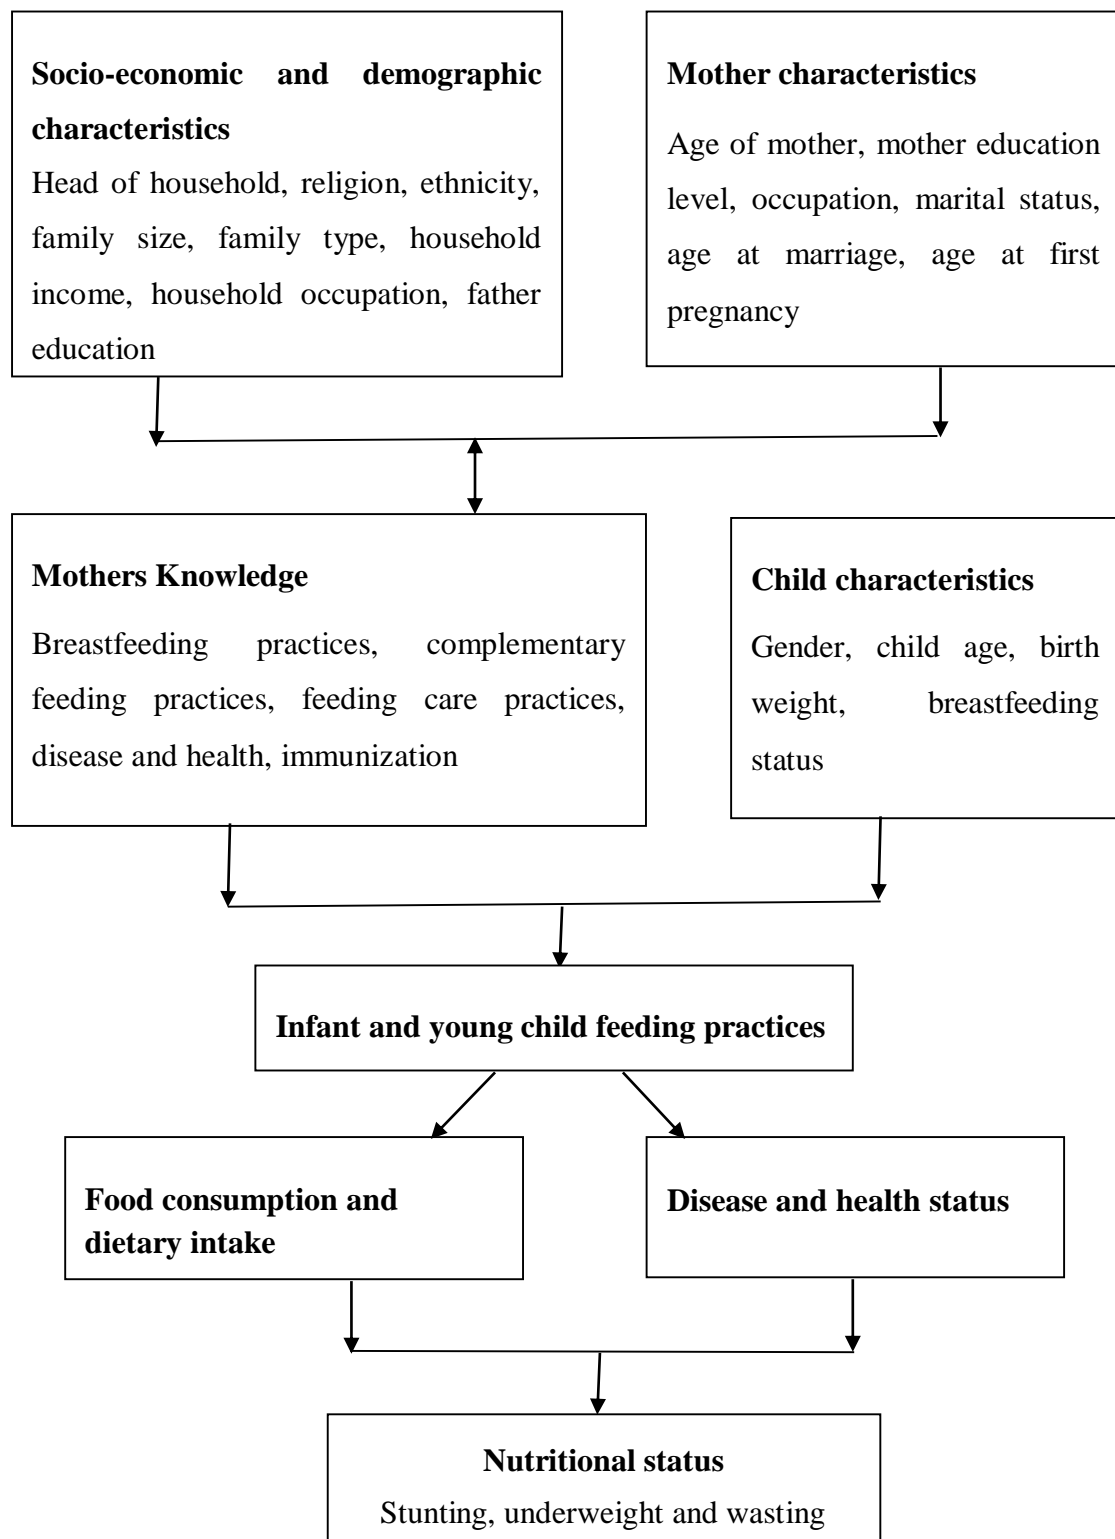 Socio-economic and demographic
characteristics
Head of household, religion, ethnicity,
family size, family type, household
income, household occupation, father
education
Mother characteristics
Age of mother, mother education
level, occupation, marital status,
age at marriage, age at first
pregnancy
Mothers Knowledge
Breastfeeding practices, complementary
feeding practices, feeding care practices,
disease and health, immunization
Child characteristics
Gender, child age, birth
weight, breastfeeding
status
Infant and young child feeding practices
Food consumption and
dietary intake
Disease and health status
Nutritional status
Stunting, underweight and wasting